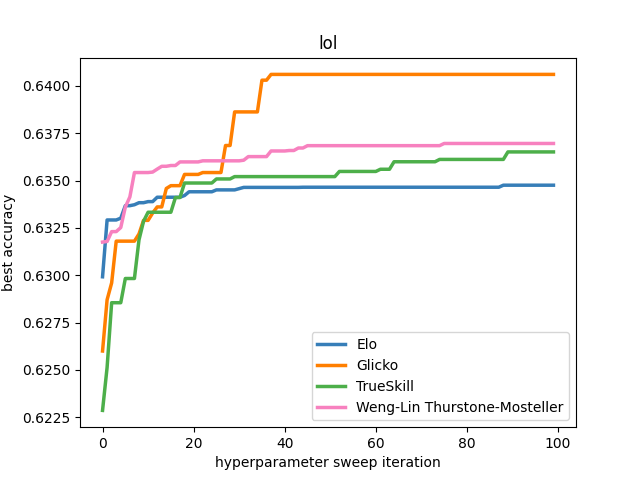 lol
0.6400
0.6375
0.6350
0.6325
0.6300
0.6275
0.6250
0.6225
best accuracy
0 20 40 60 80 100
hyperparameter sweep iteration
Elo
Glicko
TrueSkill
Weng-Lin Thurstone-Mosteller